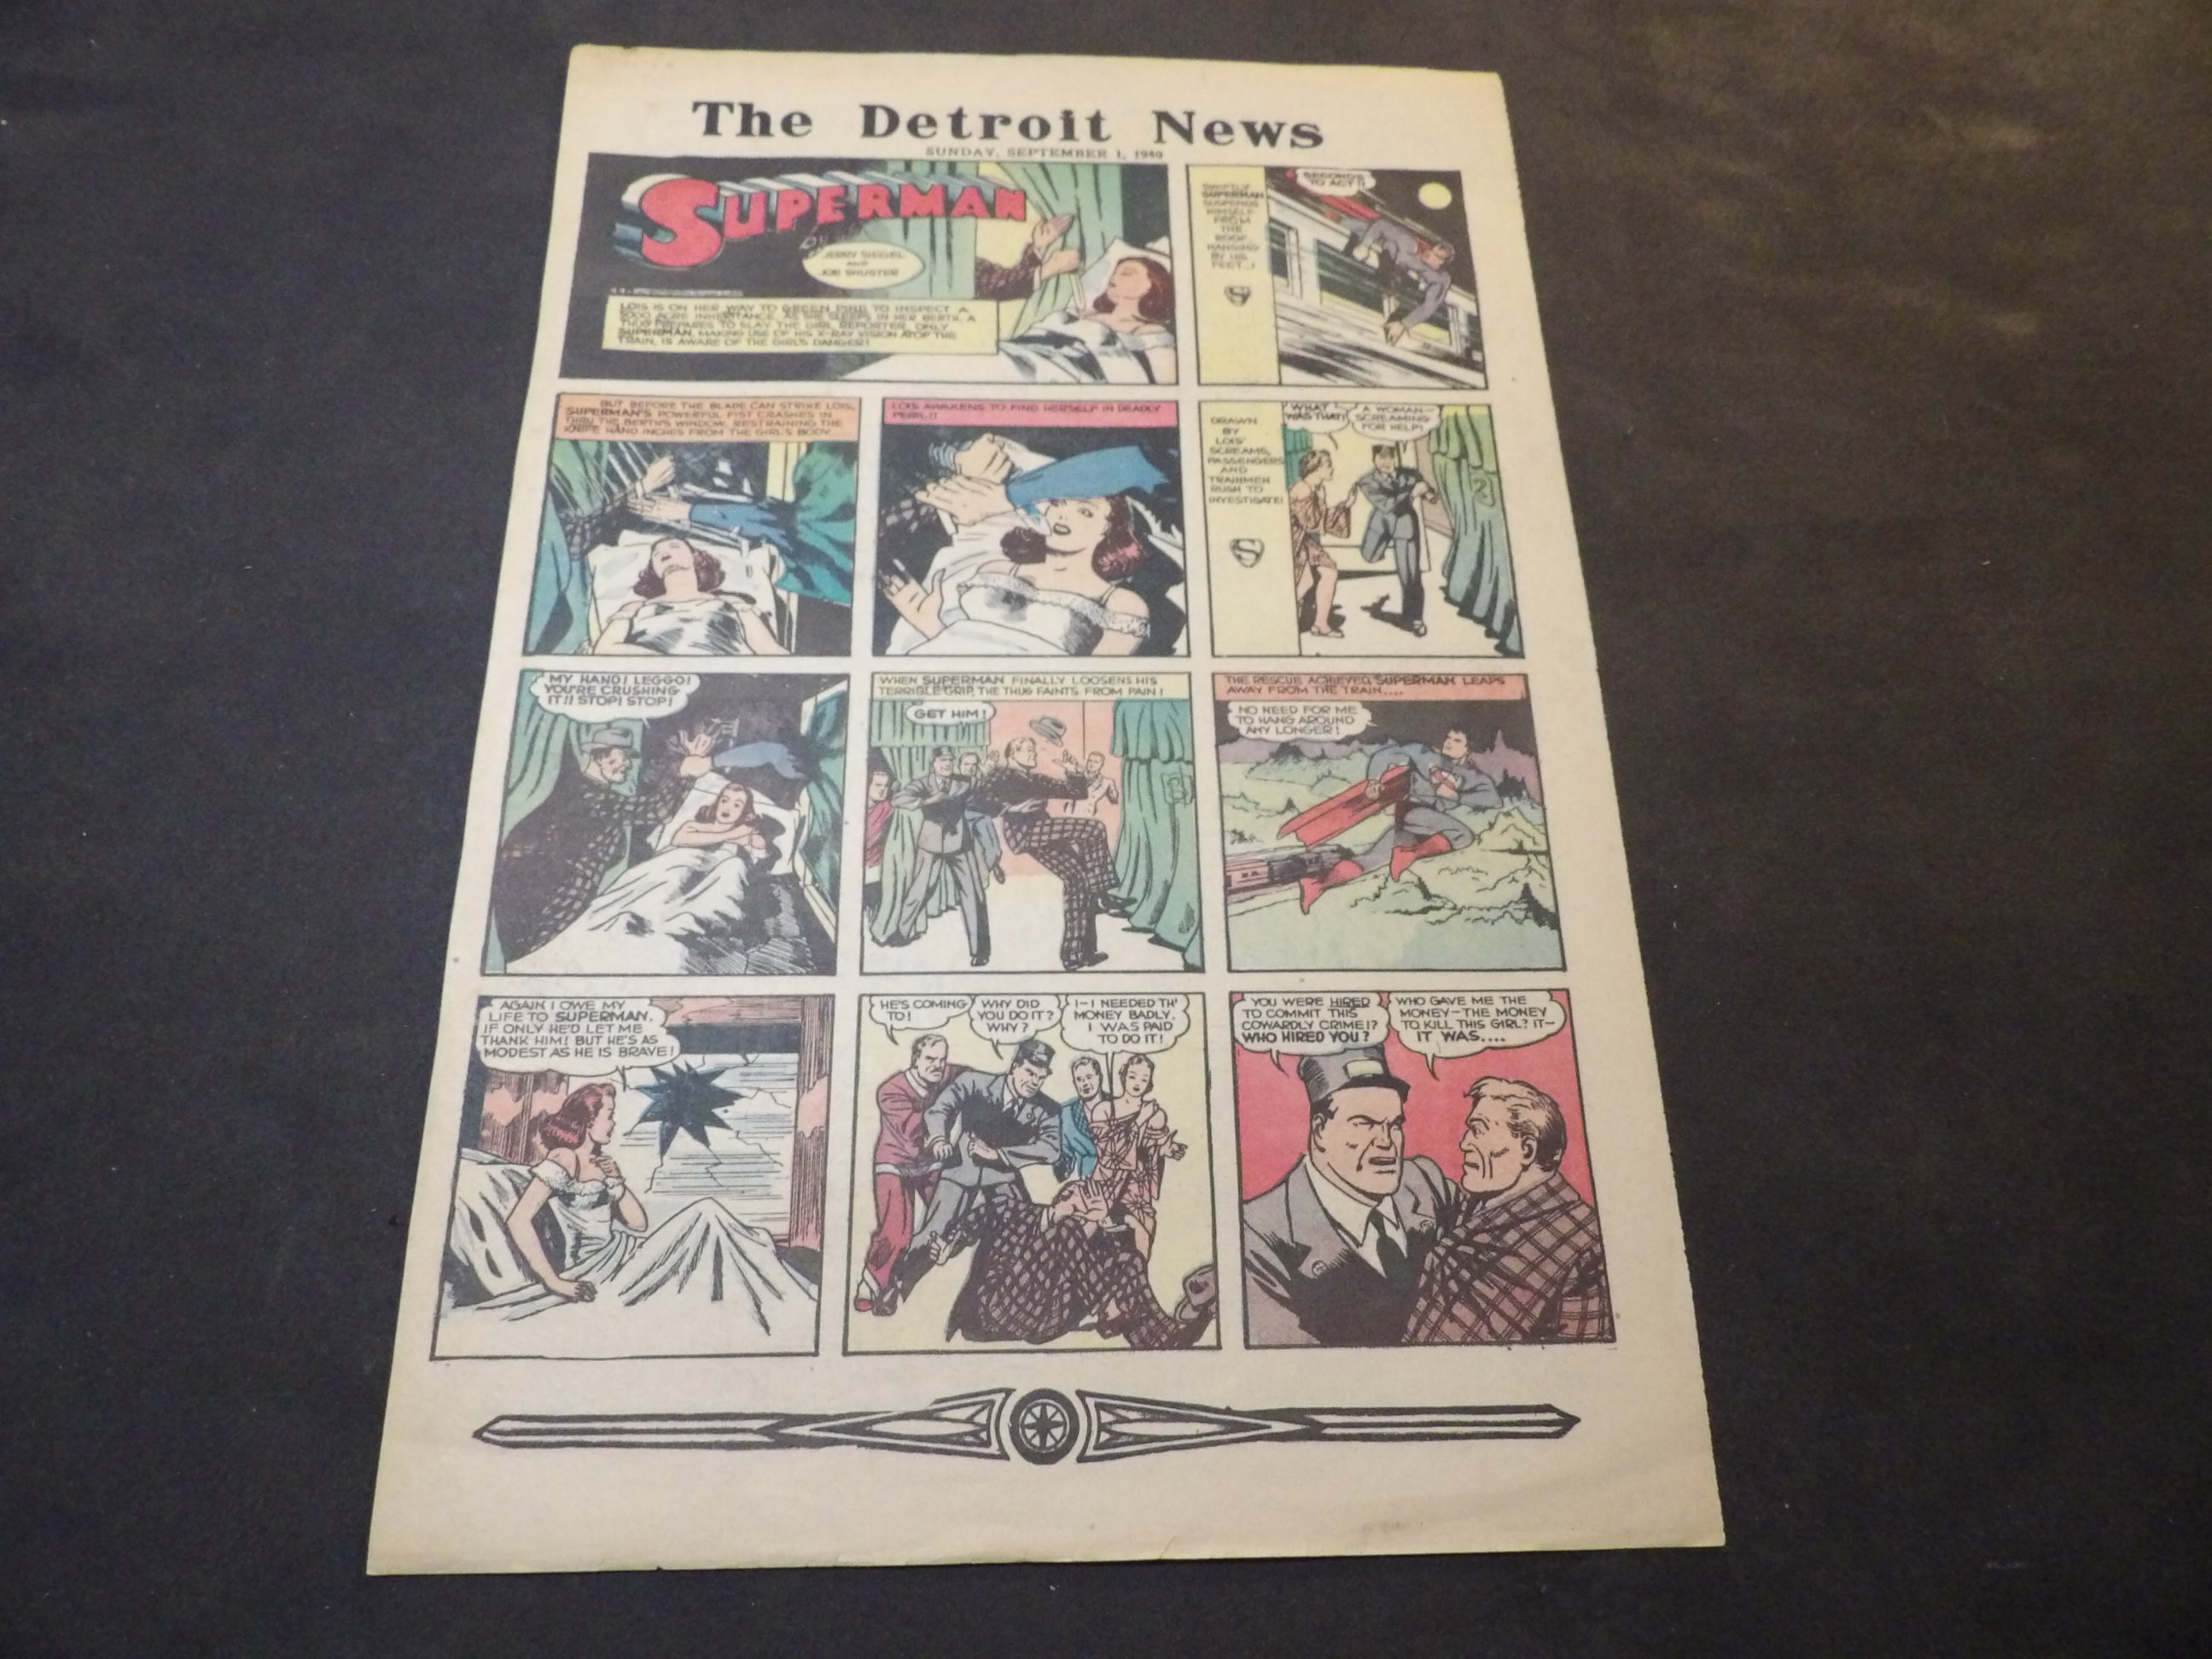 The Detroit News
SUNDAY, SEPTEMBER 1, 1940
SUPERMAN
By
JERRY SIEGEL
AND
JOE SHUSTER
LOIS IS ON HER WAY TO GREEN PINE TO INSPECT A
5000 ACRE INHERITANCE. AS SHE SLEEPS IN HER BERTH, A
THUG PREPARES TO SLAY THE GIRL REPORTER. ONLY
SUPERMAN, MAKING USE OF HIS X-RAY VISION ATOP THE
TRAIN, IS AWARE OF THE GIRL'S DANGER!
SWIFTLY
SUPERMAN
SUSPENDS
HIMSELF
FROM
THE
ROOF,
HANGING
BY HIS
FEET..!
S
SECONDS
TO ACT!!
BUT BEFORE THE BLADE CAN STRIKE LOIS,
SUPERMAN'S POWERFUL FIST CRASHES IN
THRU THE BERTH'S WINDOW, RESTRAINING THE
KNIFE HAND INCHES FROM THE GIRL'S BODY...
LOIS AWAKENS TO FIND HERSELF IN DEADLY
PERIL!!
DRAWN
BY
LOIS'
SCREAMS,
PASSENGERS
AND
TRAINMEN
RUSH TO
INVESTIGATE!
S
WHAT
WAS THAT?
A WOMAN—
SCREAMING
FOR HELP!
2
MY HAND! LEGGO!
YOU'RE CRUSHING
IT!! STOP! STOP!
WHEN SUPERMAN FINALLY LOOSENS HIS
TERRIBLE GRIP, THE THUG FAINTS FROM PAIN!
GET HIM!
THE RESCUE ACHIEVED, SUPERMAN LEAPS
AWAY FROM THE TRAIN....
NO NEED FOR ME
TO HANG AROUND
ANY LONGER!
AGAIN I OWE MY
LIFE TO SUPERMAN.
IF ONLY HE'D LET ME
THANK HIM! BUT HE'S AS
MODEST AS HE IS BRAVE!
HE'S COMING
TO!
WHY DID
YOU DO IT?
WHY?
I—I NEEDED TH'
MONEY BADLY.
I WAS PAID
TO DO IT!
YOU WERE HIRED
TO COMMIT THIS
COWARDLY CRIME!?
WHO HIRED YOU?
WHO GAVE ME THE
MONEY—THE MONEY
TO KILL THIS GIRL? IT—
IT WAS....